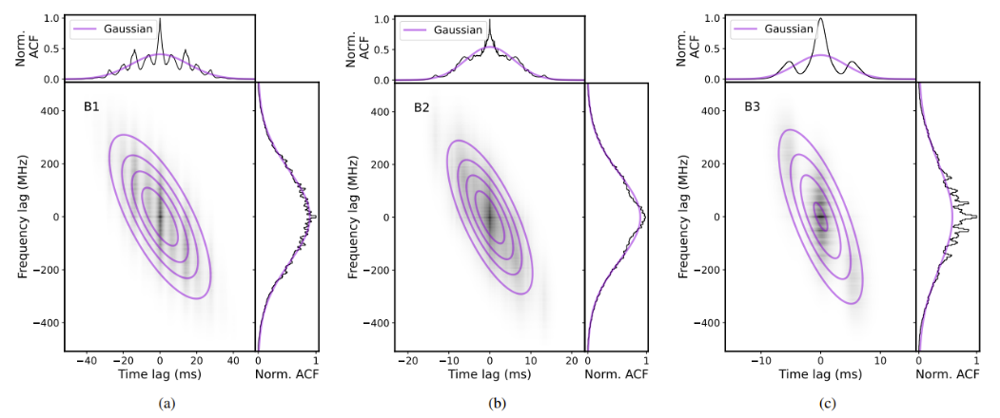 Norm.
ACF
1.0
0.5
0.0
Gaussian
B1
Frequency lag (MHz)
400
200
0
−200
−400
−40 −20 0 20 40
Time lag (ms)
0 1
Norm. ACF
(a)
Norm.
ACF
1.0
0.5
0.0
Gaussian
B2
Frequency lag (MHz)
400
200
0
−200
−400
−20 −10 0 10 20
Time lag (ms)
0 1
Norm. ACF
(b)
Norm.
ACF
1.0
0.5
0.0
Gaussian
B3
Frequency lag (MHz)
400
200
0
−200
−400
−10 0 10
Time lag (ms)
0 1
Norm. ACF
(c)